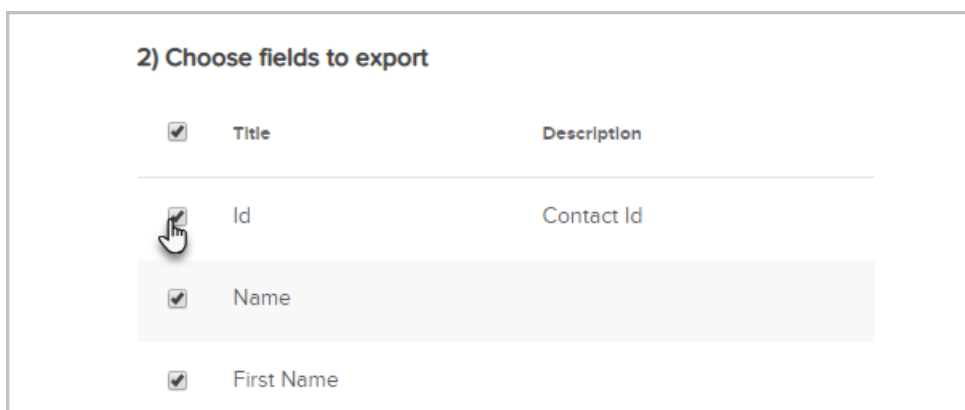 2) Choose fields to export
Title Description
Id Contact Id
Name
First Name